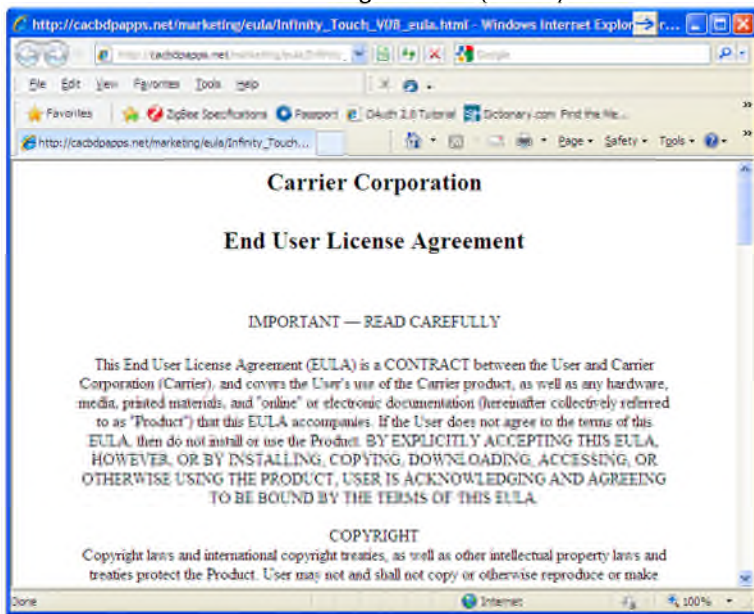 http://cacbdpapps.net/marketing/eula/Infinity_Touch_V08_eula.html - Windows Internet Explor r...
cacbdpapps.net
Google
File Edit View Favorites Tools Help
Favorites ZigBee Specifications Passport OAuth 2.0 Tutorial Dictionary.com Find the Me...
http://cacbdpapps.net/marketing/eula/Infinity_Touch... Page Safety Tools
Carrier Corporation
End User License Agreement
IMPORTANT — READ CAREFULLY
This End User License Agreement (EULA) is a CONTRACT between the User and Carrier
Corporation (Carrier), and covers the User's use of the Carrier product, as well as any hardware,
media, printed materials, and "online" or electronic documentation (hereinafter collectively referred
to as "Product") that this EULA accompanies. If the User does not agree to the terms of this
EULA, then do not install or use the Product. BY EXPLICITLY ACCEPTING THIS EULA,
HOWEVER, OR BY INSTALLING, COPYING, DOWNLOADING, ACCESSING, OR
OTHERWISE USING THE PRODUCT, USER IS ACKNOWLEDGING AND AGREEING
TO BE BOUND BY THE TERMS OF THIS EULA.
COPYRIGHT
Copyright laws and international copyright treaties, as well as other intellectual property laws and
treaties protect the Product. User may not and shall not copy or otherwise reproduce or make
Done Internet 100%